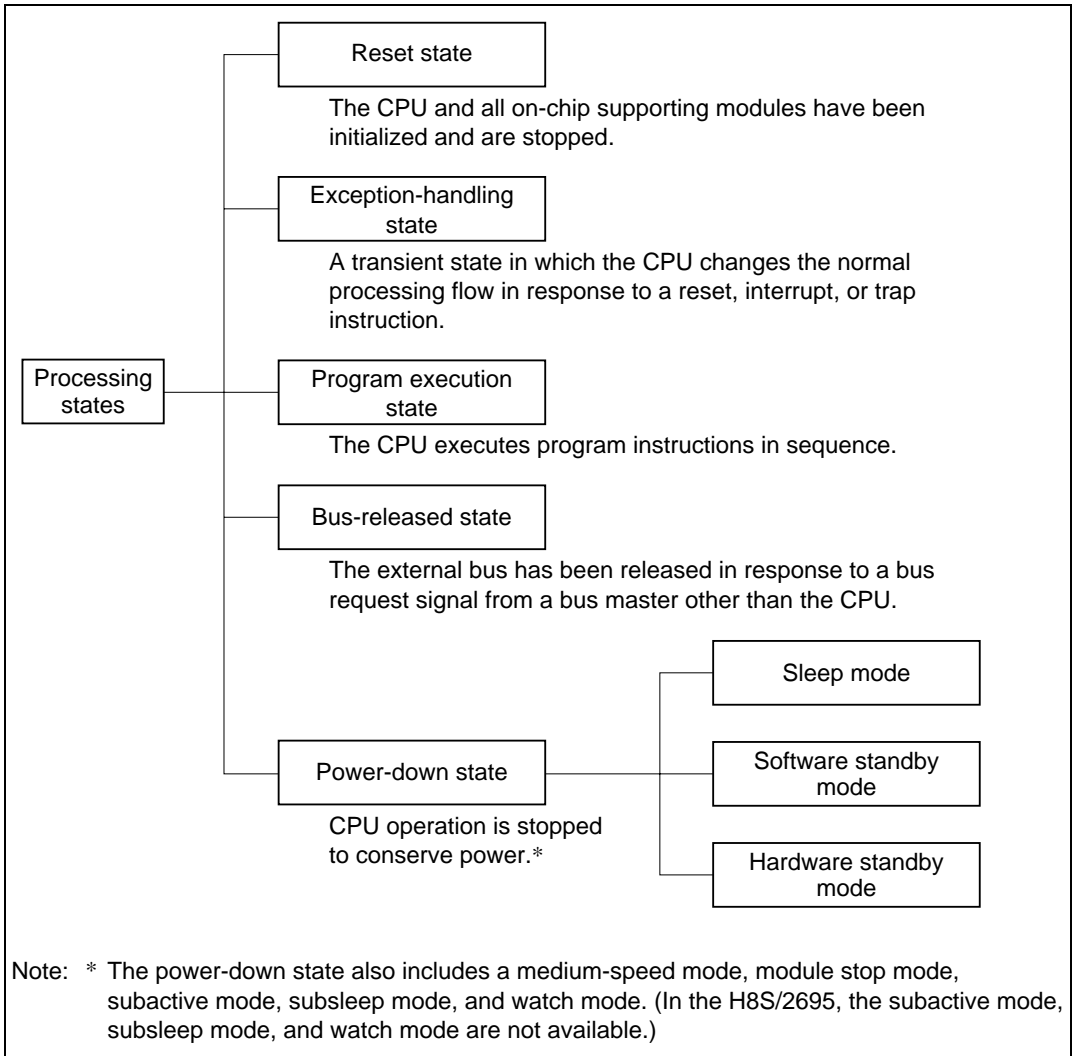 Reset state
The CPU and all on-chip supporting modules have been
initialized and are stopped.
Exception-handling
state
A transient state in which the CPU changes the normal
processing flow in response to a reset, interrupt, or trap
instruction.
Processing
states
Program execution
state
The CPU executes program instructions in sequence.
Bus-released state
The external bus has been released in response to a bus
request signal from a bus master other than the CPU.
Power-down state
CPU operation is stopped
to conserve power.*
Sleep mode
Software standby
mode
Hardware standby
mode
Note: * The power-down state also includes a medium-speed mode, module stop mode,
subactive mode, subsleep mode, and watch mode. (In the H8S/2695, the subactive mode,
subsleep mode, and watch mode are not available.)